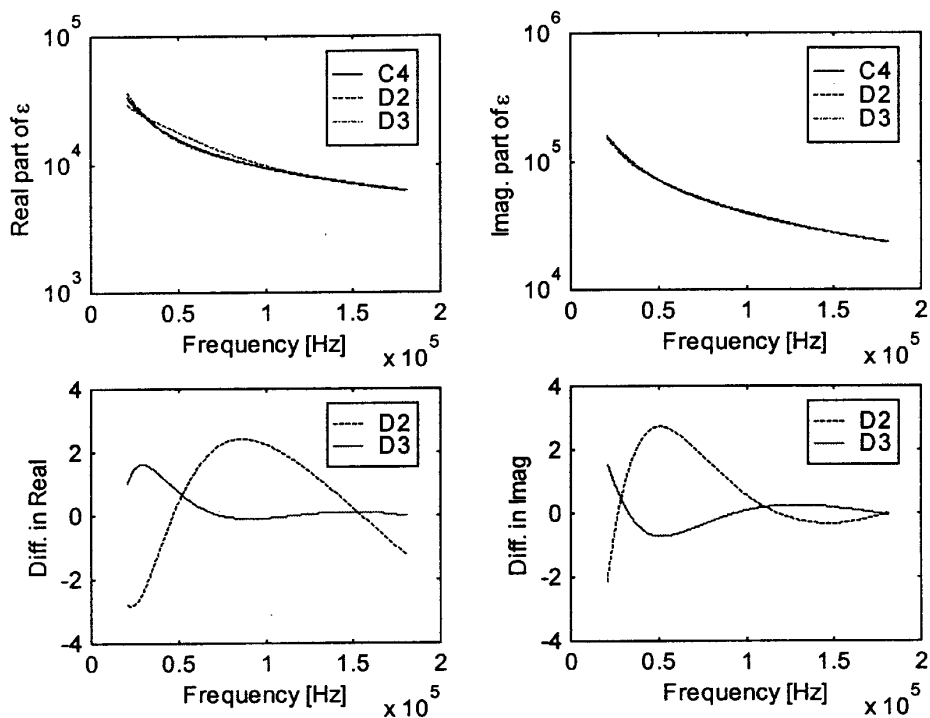 Real part of ε
10^5
10^4
10^3
C4
D2
D3
0
0.5
1
1.5
2
Frequency [Hz]
x 10^5
Imag. part of ε
10^6
10^5
10^4
C4
D2
D3
0
0.5
1
1.5
2
Frequency [Hz]
x 10^5
Diff. in Real
4
2
0
-2
-4
D2
D3
0
0.5
1
1.5
2
Frequency [Hz]
x 10^5
Diff. in Imag
4
2
0
-2
-4
D2
D3
0
0.5
1
1.5
2
Frequency [Hz]
x 10^5